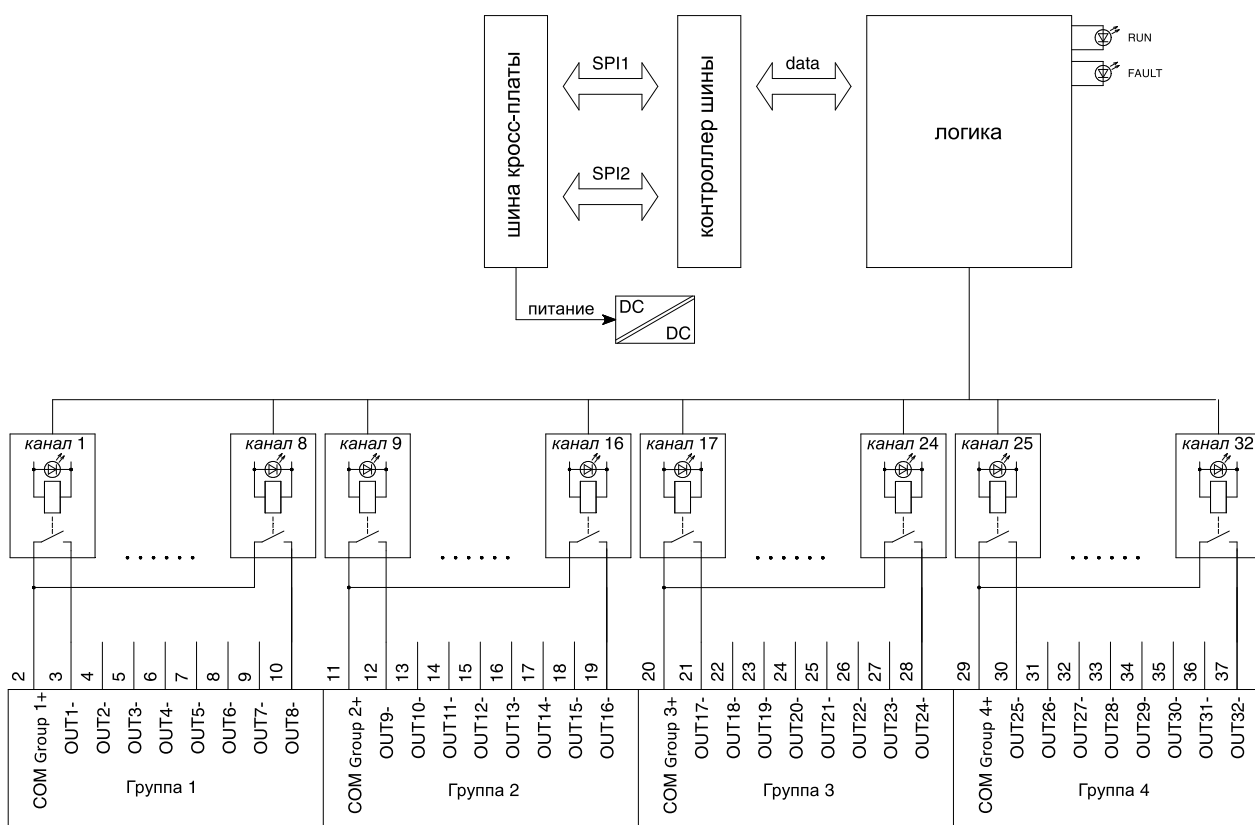 шина кросс-платы
SPI1
SPI2
контроллер шины
data
логика
RUN
FAULT
питание
DC
DC
канал 1
канал 8
канал 9
канал 16
канал 17
канал 24
канал 25
канал 32
2 3 4 5 6 7 8 9 10
11 12 13 14 15 16 17 18 19
20 21 22 23 24 25 26 27 28
29 30 31 32 33 34 35 36 37
COM Group 1+
OUT1-
OUT2-
OUT3-
OUT4-
OUT5-
OUT6-
OUT7-
OUT8-
Группа 1
COM Group 2+
OUT9-
OUT10-
OUT11-
OUT12-
OUT13-
OUT14-
OUT15-
OUT16-
Группа 2
COM Group 3+
OUT17-
OUT18-
OUT19-
OUT20-
OUT21-
OUT22-
OUT23-
OUT24-
Группа 3
COM Group 4+
OUT25-
OUT26-
OUT27-
OUT28-
OUT29-
OUT30-
OUT31-
OUT32-
Группа 4